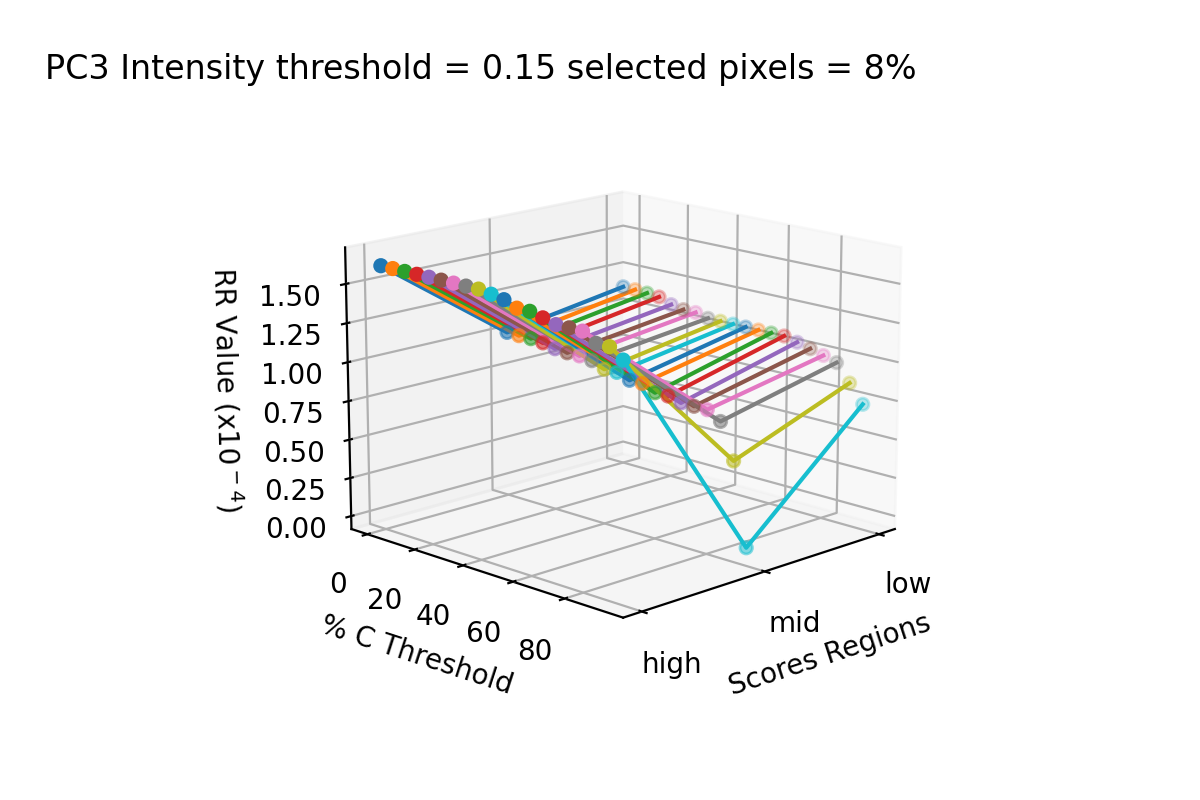 PC3 Intensity threshold = 0.15 selected pixels = 8%
RR Value (x10⁻⁴)
1.50
1.25
1.00
0.75
0.50
0.25
0.00
0
20
40
60
80
% C Threshold
high
mid
low
Scores Regions